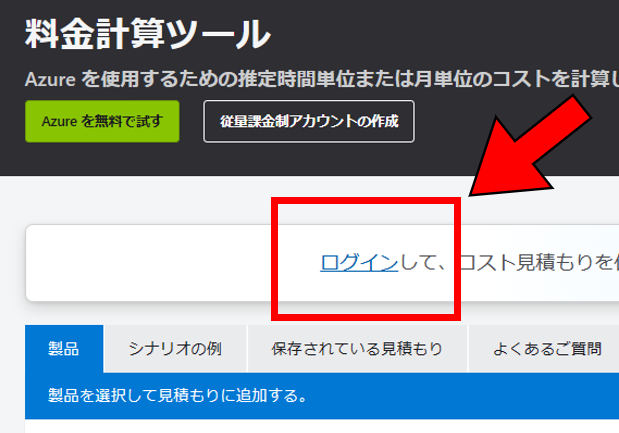 料金計算ツール
Azure を使用するための推定時間単位または月単位のコストを計算し
Azure を無料で試す
従量課金制アカウントの作成
ログインして、コスト見積もりを
製品
シナリオの例
保存されている見積もり
よくあるご質問
製品を選択して見積もりに追加する。